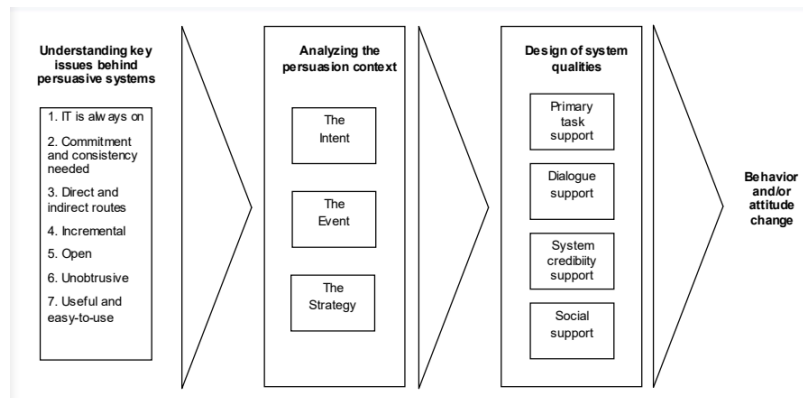 Understanding key
issues behind
persuasive systems
1. IT is always on
2. Commitment
and consistency
needed
3. Direct and
indirect routes
4. Incremental
5. Open
6. Unobtrusive
7. Useful and
easy-to-use
Analyzing the
persuasion context
The
Intent
The
Event
The
Strategy
Design of system
qualities
Primary
task
support
Dialogue
support
System
credibiity
support
Social
support
Behavior
and/or
attitude
change